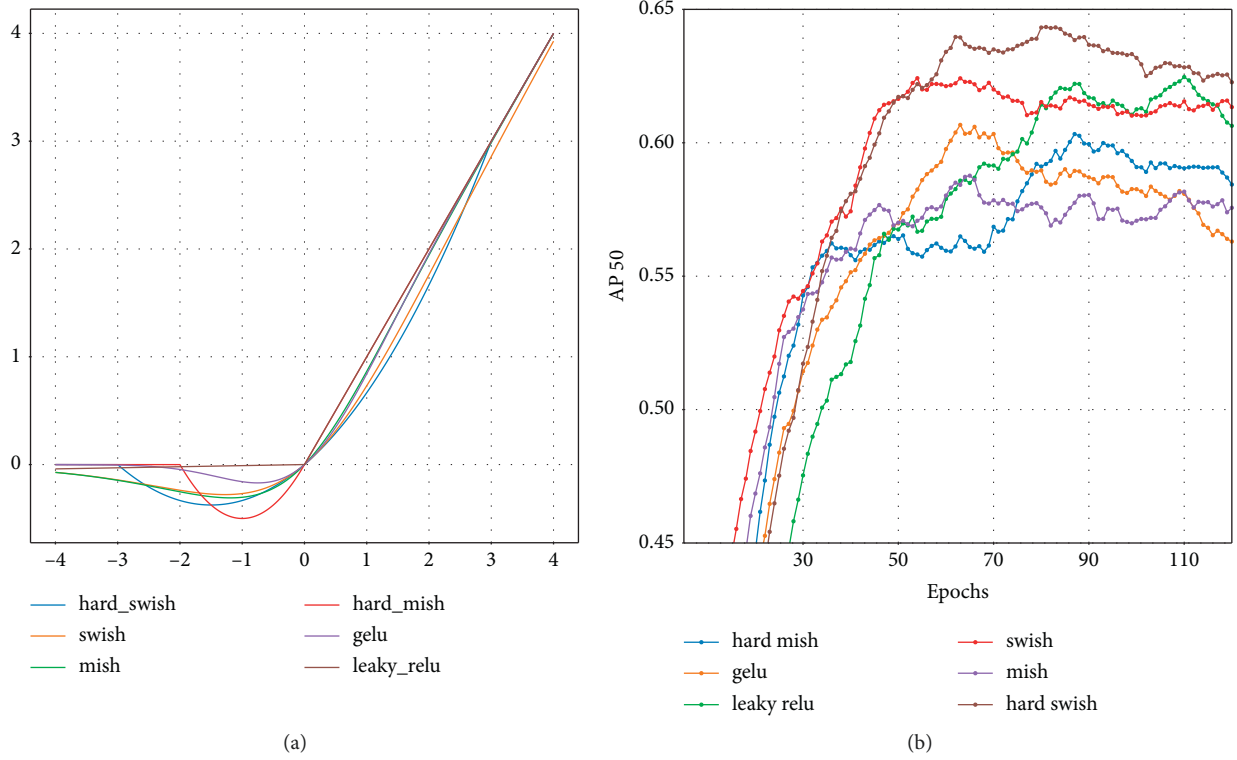 4
3
2
1
0
−4 −3 −2 −1 0 1 2 3 4
hard_swish
swish
mish
hard_mish
gelu
leaky_relu
(a)
0.65
0.60
0.55
0.50
0.45
AP 50
30 50 70 90 110
Epochs
hard mish
gelu
leaky relu
swish
mish
hard swish
(b)